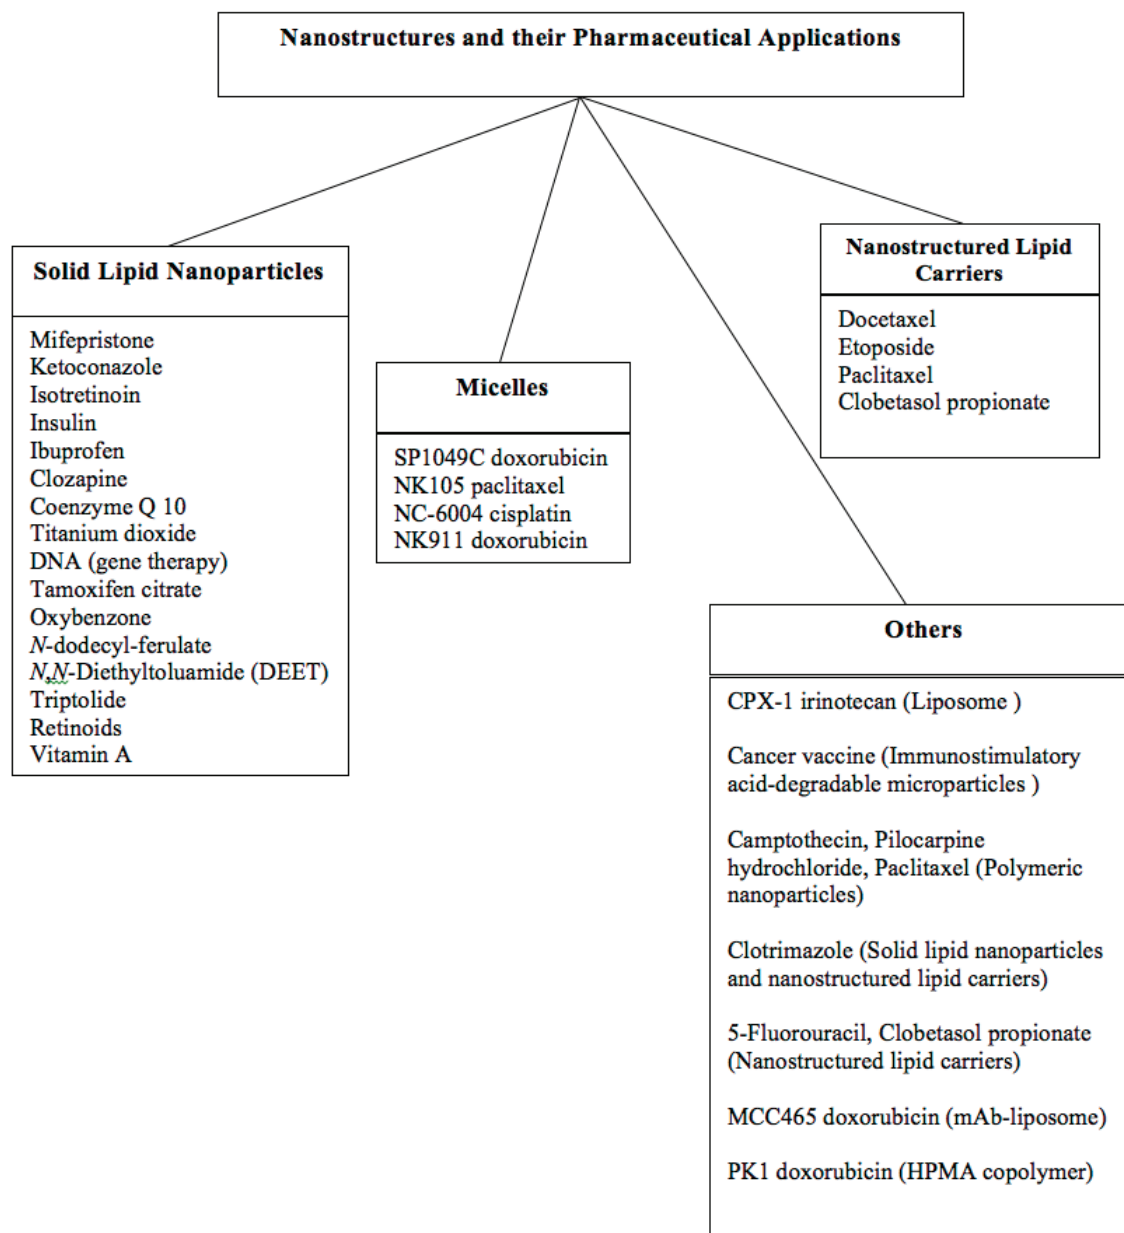 Nanostructures and their Pharmaceutical Applications
Solid Lipid Nanoparticles
Mifepristone
Ketoconazole
Isotretinoin
Insulin
Ibuprofen
Clozapine
Coenzyme Q 10
Titanium dioxide
DNA (gene therapy)
Tamoxifen citrate
Oxybenzone
N-dodecyl-ferulate
N,N-Diethyltoluamide (DEET)
Triptolide
Retinoids
Vitamin A
Micelles
SP1049C doxorubicin
NK105 paclitaxel
NC-6004 cisplatin
NK911 doxorubicin
Nanostructured Lipid
Carriers
Docetaxel
Etoposide
Paclitaxel
Clobetasol propionate
Others
CPX-1 irinotecan (Liposome )
Cancer vaccine (Immunostimulatory
acid-degradable microparticles )
Camptothecin, Pilocarpine
hydrochloride, Paclitaxel (Polymeric
nanoparticles)
Clotrimazole (Solid lipid nanoparticles
and nanostructured lipid carriers)
5-Fluorouracil, Clobetasol propionate
(Nanostructured lipid carriers)
MCC465 doxorubicin (mAb-liposome)
PK1 doxorubicin (HPMA copolymer)